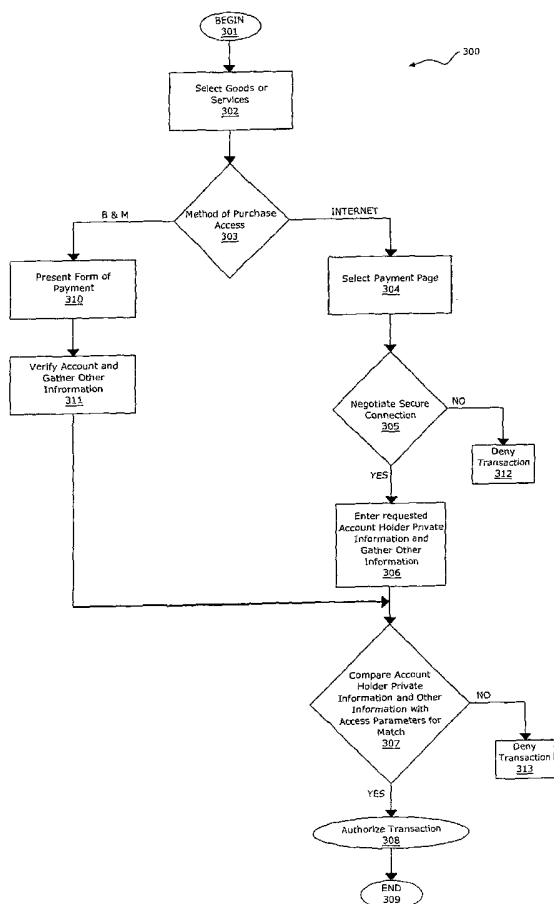 BEGIN
301
300
Select Goods or
Services
302
Method of Purchase
Access
303
B & M
INTERNET
Present Form of
Payment
310
Select Payment Page
304
Verify Account and
Gather Other
Infrormation
311
Negotiate Secure
Connection
305
NO
Deny
Transaction
312
YES
Enter requested
Account Holder Private
Information and
Gather Other
Information
306
Compare Account
Holder Private
Information and Other
Information with
Access Parameters for
Match
307
NO
Deny
Transaction
313
YES
Authorize Transaction
308
END
309